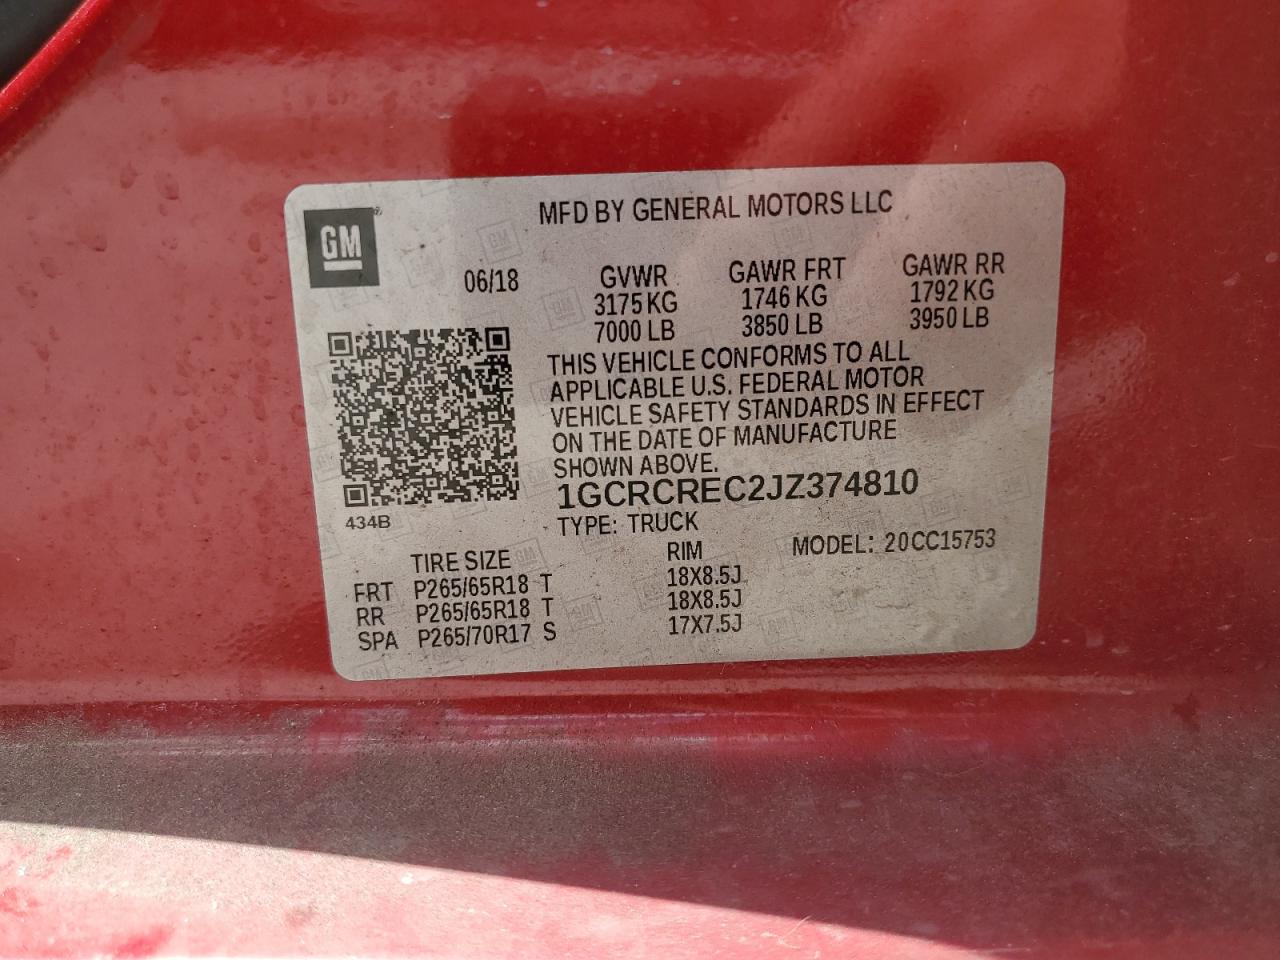 MFD BY GENERAL MOTORS LLC
GM
06/18 GVWR GAWR FRT GAWR RR
3175 KG 1746 KG 1792 KG
7000 LB 3850 LB 3950 LB
THIS VEHICLE CONFORMS TO ALL
APPLICABLE U.S. FEDERAL MOTOR
VEHICLE SAFETY STANDARDS IN EFFECT
ON THE DATE OF MANUFACTURE
SHOWN ABOVE.
1GCRCREC2JZ374810
434B
TYPE: TRUCK
MODEL: 20CC15753
TIRE SIZE RIM
FRT P265/65R18 T 18X8.5J
RR P265/65R18 T 18X8.5J
SPA P265/70R17 S 17X7.5J